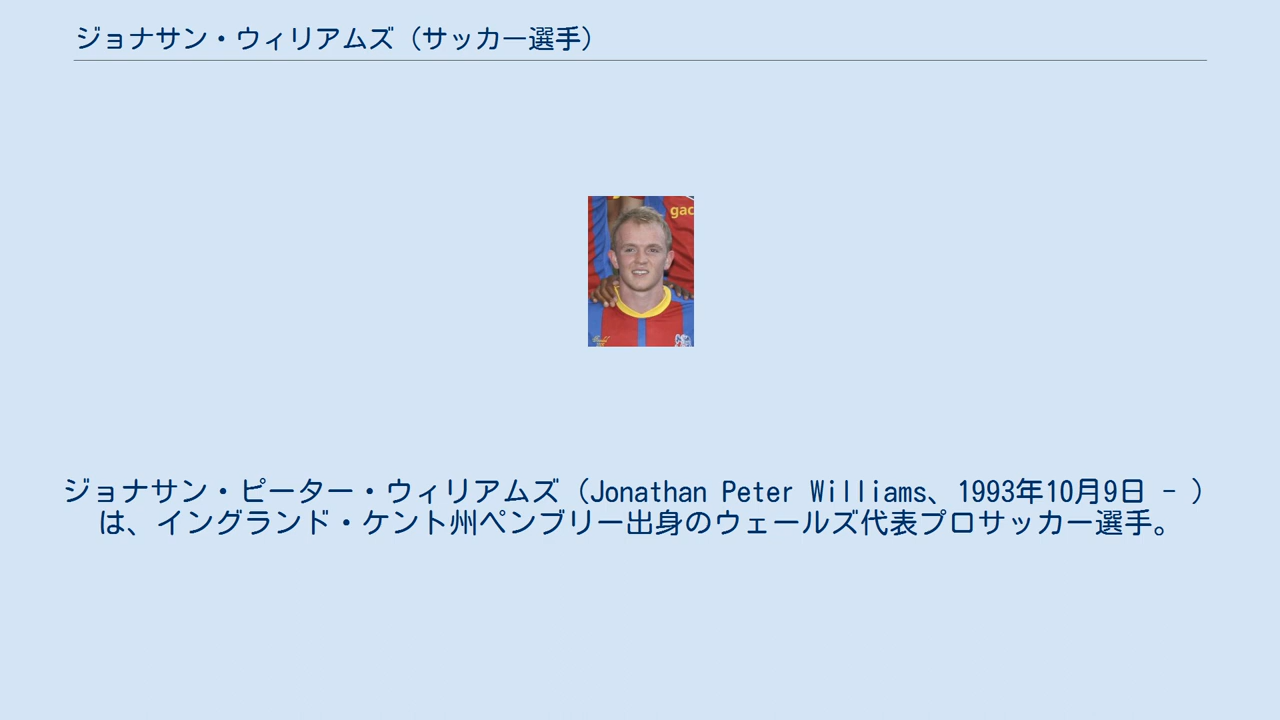 ジョナサン・ウィリアムズ（サッカー選手）
gac
ジョナサン・ピーター・ウィリアムズ（Jonathan Peter Williams、1993年10月9日 - ）
は、イングランド・ケント州ペンブリー出身のウェールズ代表プロサッカー選手。